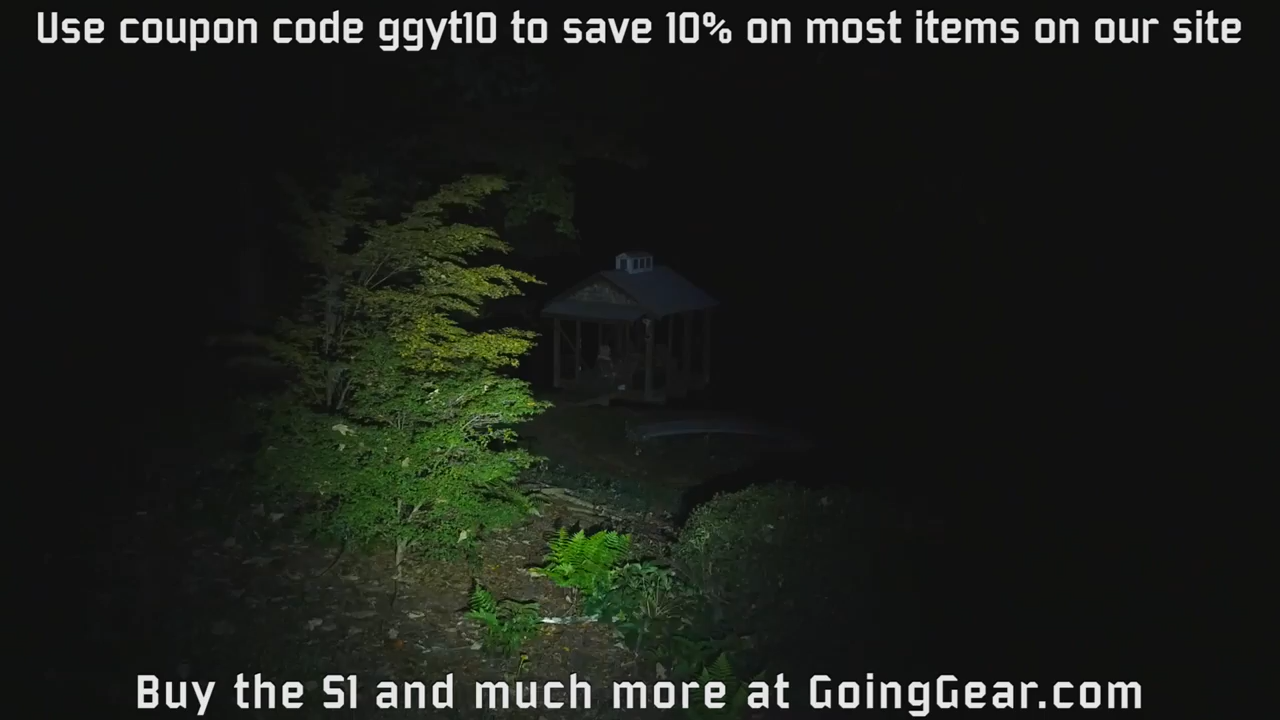 Use coupon code ggyt10 to save 10% on most items on our site
Buy the S1 and much more at GoingGear.com